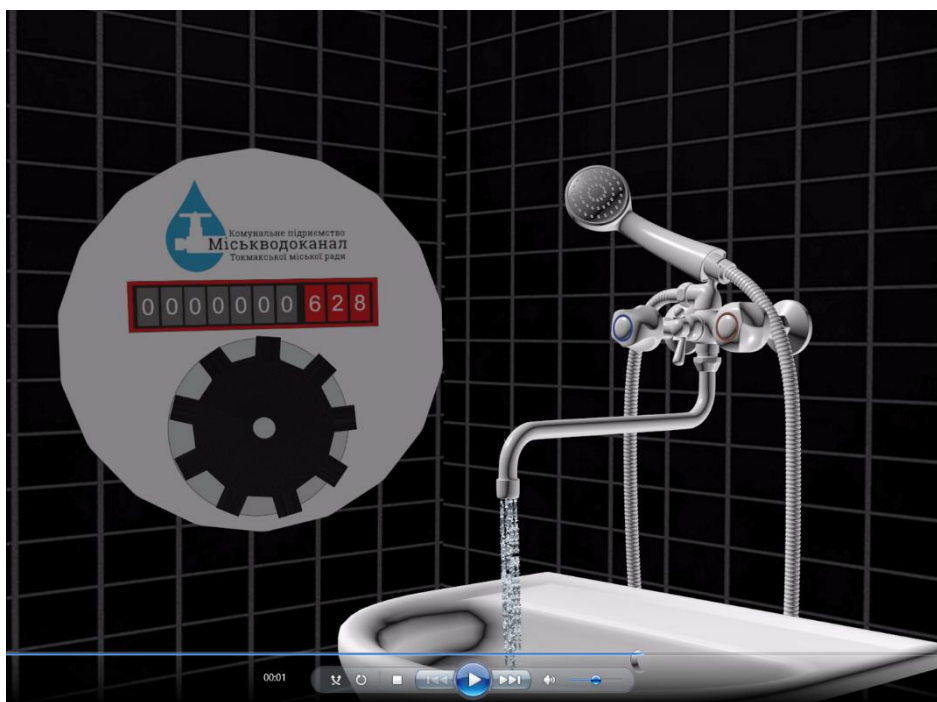 Комунальне підприємство
Міськводоканал
Токмакської міської ради
0000000628
00:01